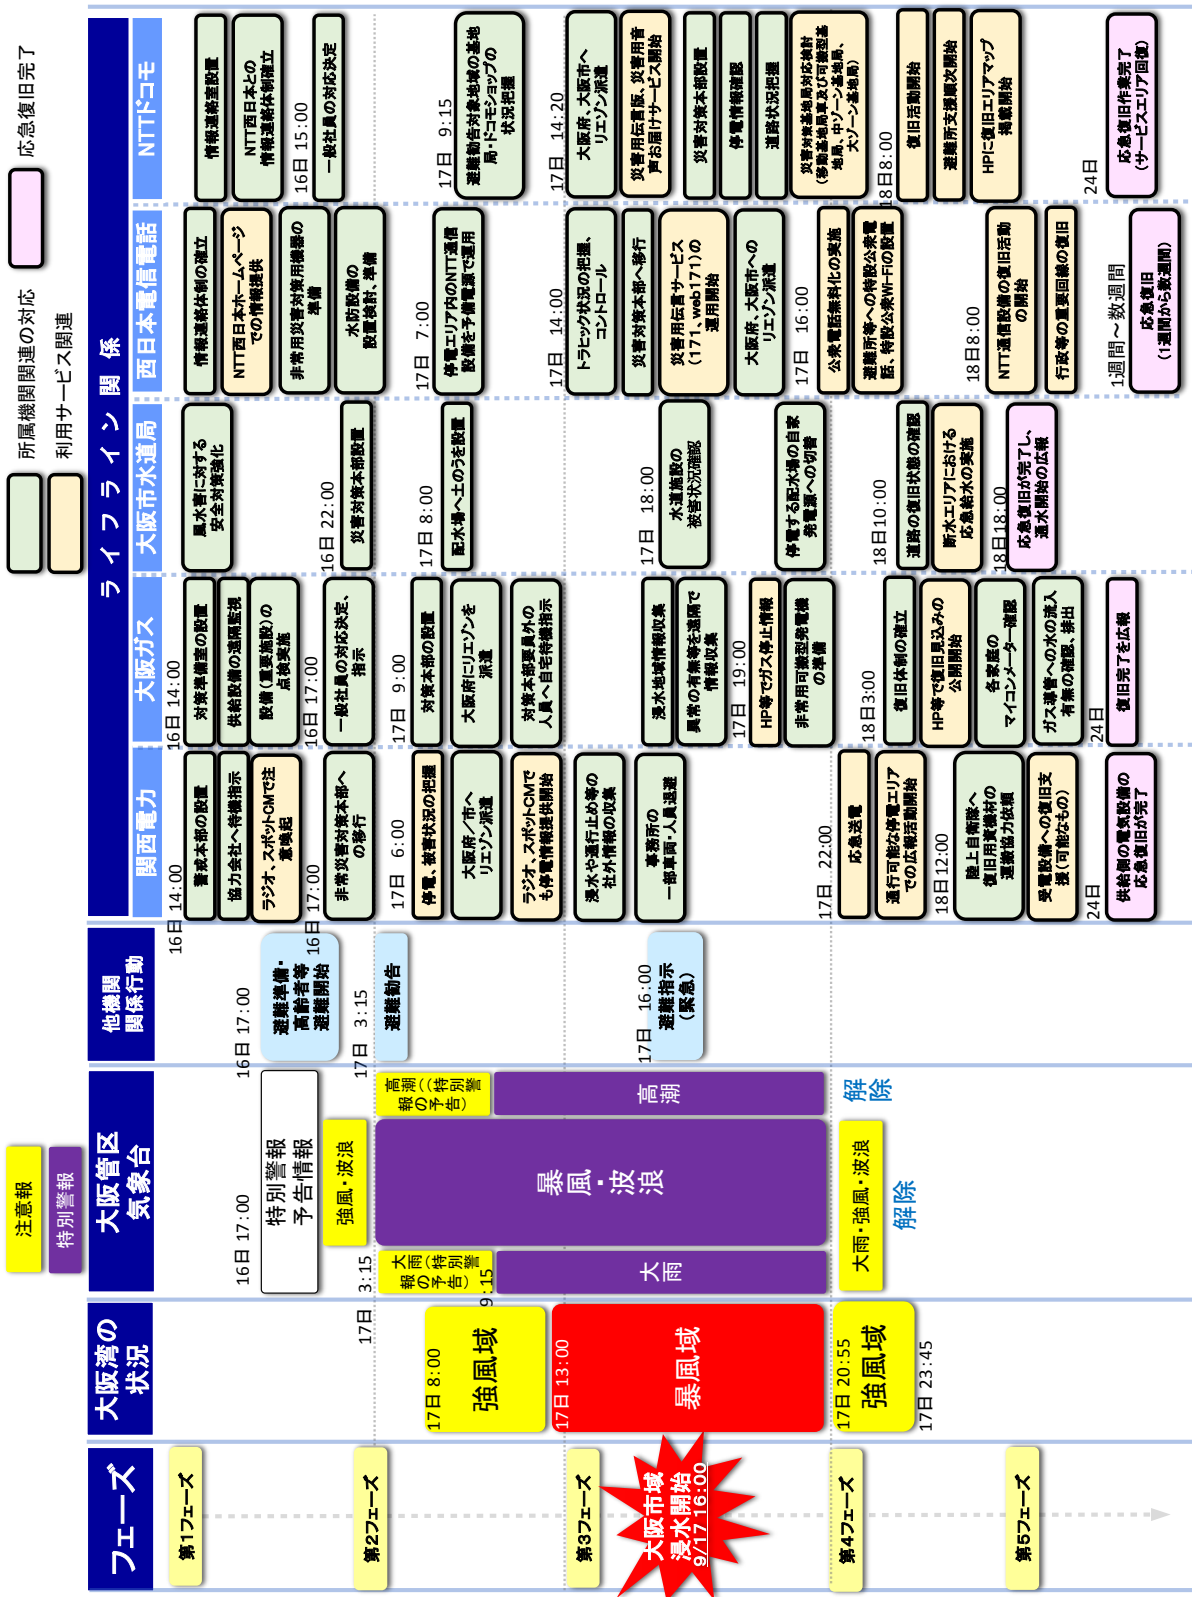 注意報
特別警報
所属機関関連の対応
利用サービス関連
応急復旧完了
フェーズ
大阪湾の
状況
大阪管区
気象台
他機関
関係行動
ライフライン関係
関西電力
大阪ガス
大阪市水道局
西日本電信電話
NTTドコモ
第1フェーズ
第2フェーズ
第3フェーズ
大阪市域
浸水開始
9/17 16:00
第4フェーズ
第5フェーズ
17日 8:00
強風域
17日 13:00
暴風域
17日 20:55
強風域
17日 23:45
16日 17:00
特別警報
予告情報
強風・波浪
17日 3:15
大雨(特別警
報の予告)
9:15
大雨
暴風・波浪
高潮((特別警
報の予告)
高潮
大雨・強風・波浪
解除
解除
16日 17:00
避難準備・
高齢者等
避難開始
17日 3:15
避難勧告
17日 16:00
避難指示
(緊急)
16日 14:00
警戒本部の設置
協力会社へ待機指示
ラジオ、スポットCMで注
意喚起
16日 17:00
非常災害対策本部へ
の移行
17日 6:00
停電、被害状況の把握
大阪府/市へ
リエゾン派遣
ラジオ、スポットCMで
も停電情報提供開始
浸水や通行止め等の
社外情報の収集
事務所の
一部車両・人員退避
17日 22:00
応急送電
通行可能な停電エリア
での広報活動開始
18日12:00
陸上自衛隊へ
復旧用資機材の
運搬協力依頼
受電設備への復旧支
援(可能なもの)
24日
供給側の電気設備の
応急復旧が完了
16日 14:00
対策準備室の設置
供給設備の遠隔監視
設備(重要施設)の
点検実施
16日 17:00
一般社員の対応決定、
指示
17日 9:00
対策本部の設置
大阪府にリエゾンを
派遣
対策本部要員外の
人員へ自宅待機指示
浸水地域情報収集
異常の有無等を遠隔で
情報収集
17日 19:00
HP等でガス停止情報
非常用可搬型発電機
の準備
18日3:00
復旧体制の確立
HP等で復旧見込みの
公開開始
各家庭の
マイコンメーター確認
ガス導管への水の流入
有無の確認、排出
24日
復旧完了を広報
風水害に対する
安全対策強化
16日 22:00
災害対策本部設置
17日 8:00
配水場へ土のうを設置
17日 18:00
水道施設の
被害状況確認
停電する配水場の自家
発電源への切替
18日10:00
道路の復旧状態の確認
断水エリアにおける
応急給水の実施
18日18:00
応急復旧が完了し、
通水開始の広報
情報連絡体制の確立
NTT西日本ホームページ
での情報提供
非常用災害対策用機器の
準備
水防設備の
設置検討、準備
17日 7:00
停電エリア内のNTT通信
設備を予備電源で運用
17日 14:00
トラヒック状況の把握、
コントロール
災害対策本部へ移行
災害用伝言サービス
(171、web171)の
運用開始
大阪府、大阪市への
リエゾン派遣
17日 16:00
公衆電話無料化の実施
避難所等への特設公衆電
話、特設公衆Wi-Fiの設置
18日8:00
NTT通信設備の復旧活動
の開始
行政等の重要回線の復旧
1週間～数週間
応急復旧
(1週間から数週間)
情報連絡室設置
NTT西日本との
情報連絡体制確立
16日 15:00
一般社員の対応決定
17日 9:15
避難勧告対象地域の基地
局・ドコモショップの
状況把握
17日 14:20
大阪府、大阪市へ
リエゾン派遣
災害用伝言版、災害用音
声お届けサービス開始
災害対策本部設置
停電情報確認
道路状況把握
災害対策基地局対応検討
(移動基地局車及び可搬型基
地局、中ゾーン基地局、
大ゾーン基地局)
18日8:00
復旧活動開始
避難所支援順次開始
HPに復旧エリアマップ
掲載開始
24日
応急復旧作業完了
(サービスエリア回復)